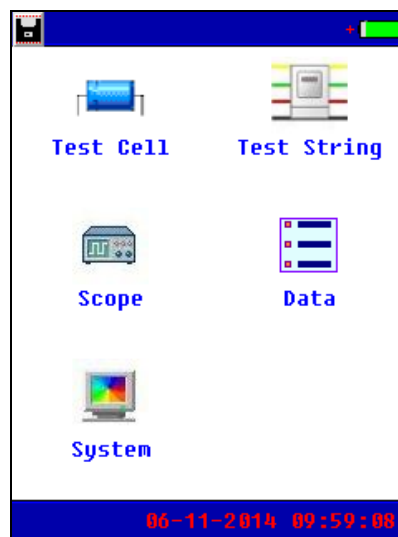 +
Test Cell Test String
Scope Data
System
06-11-2014 09:59:08